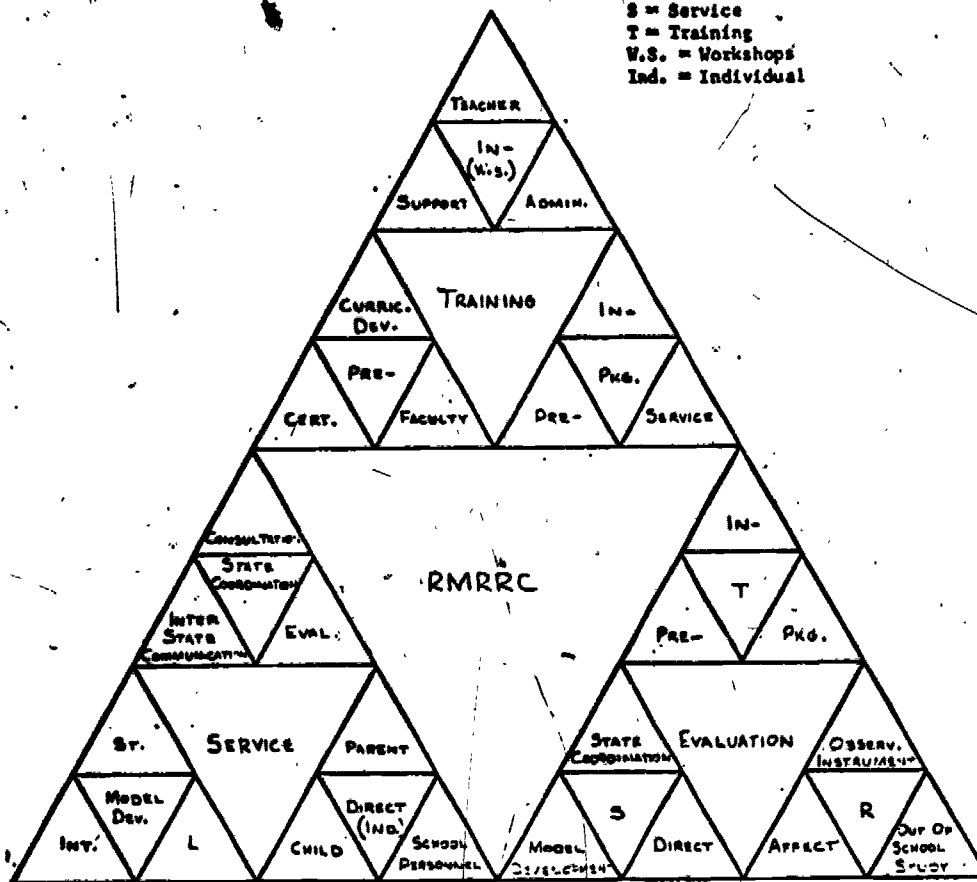 S = Service
T = Training
W.S. = Workshops
Ind. = Individual
TEACHER
IN-
(W.S.)
SUPPORT
ADMIN.
TRAINING
CURRIC.
DEV.
IN-
PRE-
PKG.
CERT.
FACULTY
PRE-
SERVICE
CONSULTATION
IN-
STATE
COORDINATION
RMRRC
T
INTER
STATE
COMMUNICATION
EVAL.
PRE-
PKG.
ST.
SERVICE
PARENT
STATE
COORDINATION
EVALUATION
OBSERV.
INSTRUMENT
MODEL
DEV.
DIRECT
(IND.)
S
R
INT.
L
CHILD
SCHOOL
PERSONNEL
MODEL
DEVELOPMENT
DIRECT
AFFECT
OUT OF
SCHOOL
STUDY